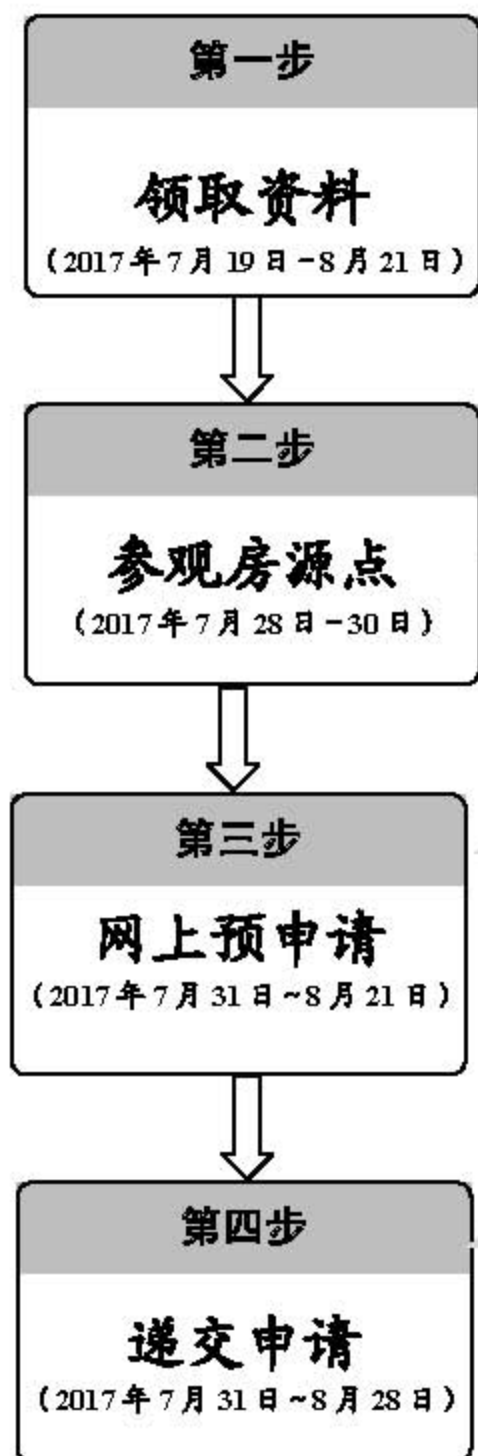 第一步
领取资料
(2017年7月19日-8月21日)
第二步
参观房源点
(2017年7月28日-30日)
第三步
网上预申请
(2017年7月31日~8月21日)
第四步
递交申请
(2017年7月31日~8月28日)